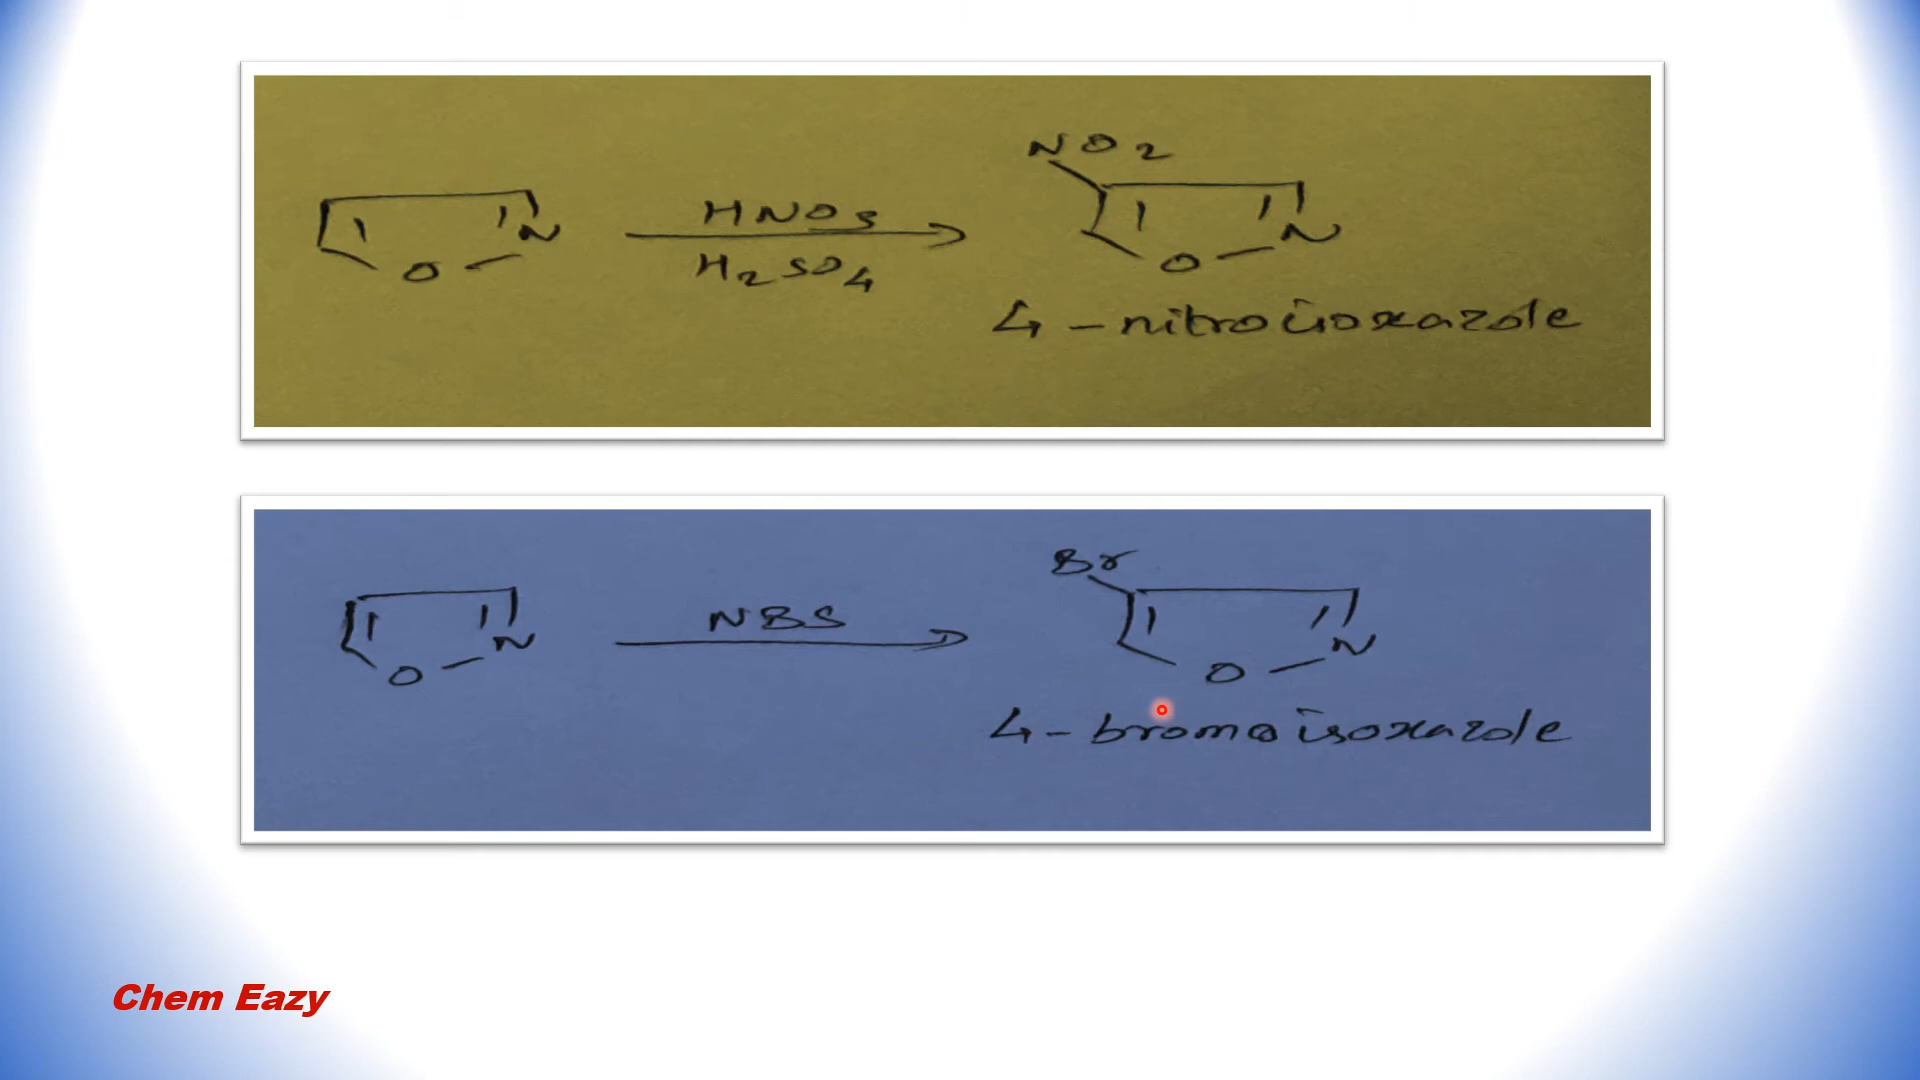 NO2
HNO3
N
N
H2SO4
O
O
4-nitroisoxazole
Br
NBS
N
N
O
O
4-bromoisoxazole
Chem Eazy